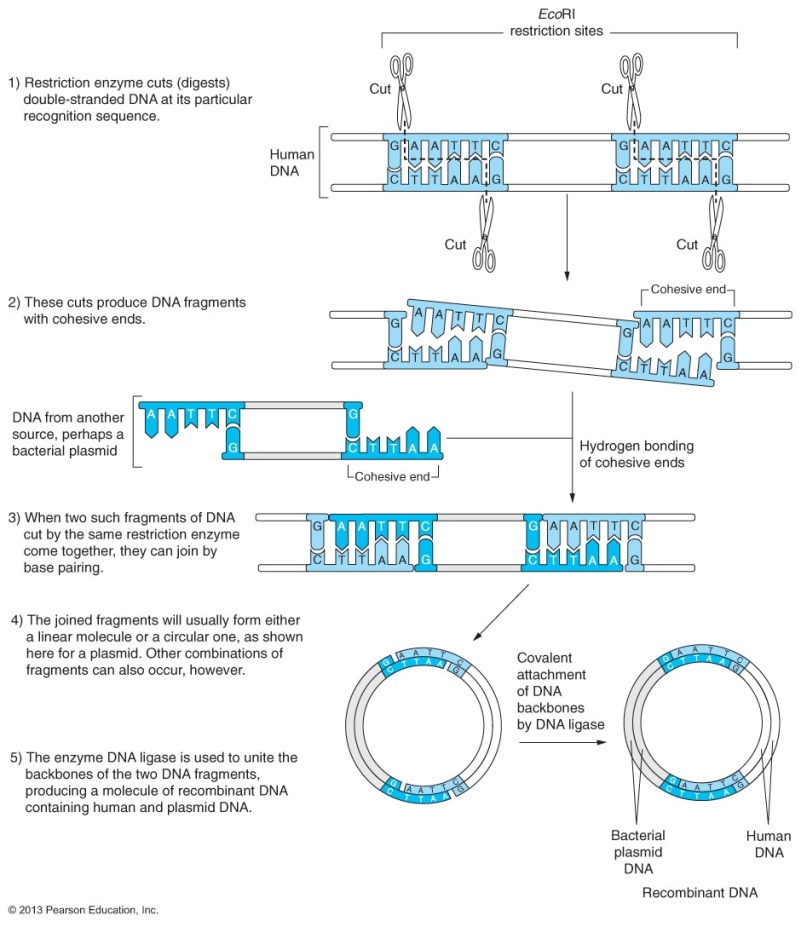 EcoRI
restriction sites
1) Restriction enzyme cuts (digests)
double-stranded DNA at its particular
recognition sequence.
Cut
Cut
Human
DNA
G A A T T C
G A A T T C
C T T A A G
C T T A A G
Cut
Cut
2) These cuts produce DNA fragments
with cohesive ends.
Cohesive end
G A A T T C
G A A T T C
C T T A A G
C T T A A G
DNA from another
source, perhaps a
bacterial plasmid
A A T T C
G
G
C T T A A
Cohesive end
Hydrogen bonding
of cohesive ends
3) When two such fragments of DNA
cut by the same restriction enzyme
come together, they can join by
base pairing.
G A A T T C
G A A T T C
C T T A A G
C T T A A G
4) The joined fragments will usually form either
a linear molecule or a circular one, as shown
here for a plasmid. Other combinations of
fragments can also occur, however.
G A A T T C
C T T A A G
G A A T T C
C T T A A G
Covalent
attachment
of DNA
backbones
by DNA ligase
G A A T T C
C T T A A G
G A A T T C
C T T A A G
5) The enzyme DNA ligase is used to unite the
backbones of the two DNA fragments,
producing a molecule of recombinant DNA
containing human and plasmid DNA.
Bacterial
plasmid
DNA
Human
DNA
Recombinant DNA
© 2013 Pearson Education, Inc.